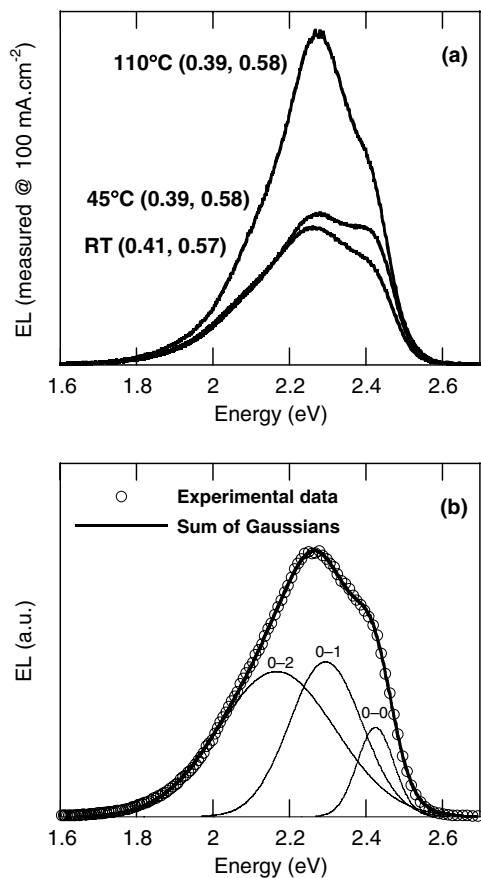 (a)
110°C (0.39, 0.58)
45°C (0.39, 0.58)
RT (0.41, 0.57)
EL (measured @ 100 mA.cm-2)
1.6 1.8 2 2.2 2.4 2.6
Energy (eV)
(b)
Experimental data
Sum of Gaussians
EL (a.u.)
0–2
0–1
0–0
1.6 1.8 2 2.2 2.4 2.6
Energy (eV)